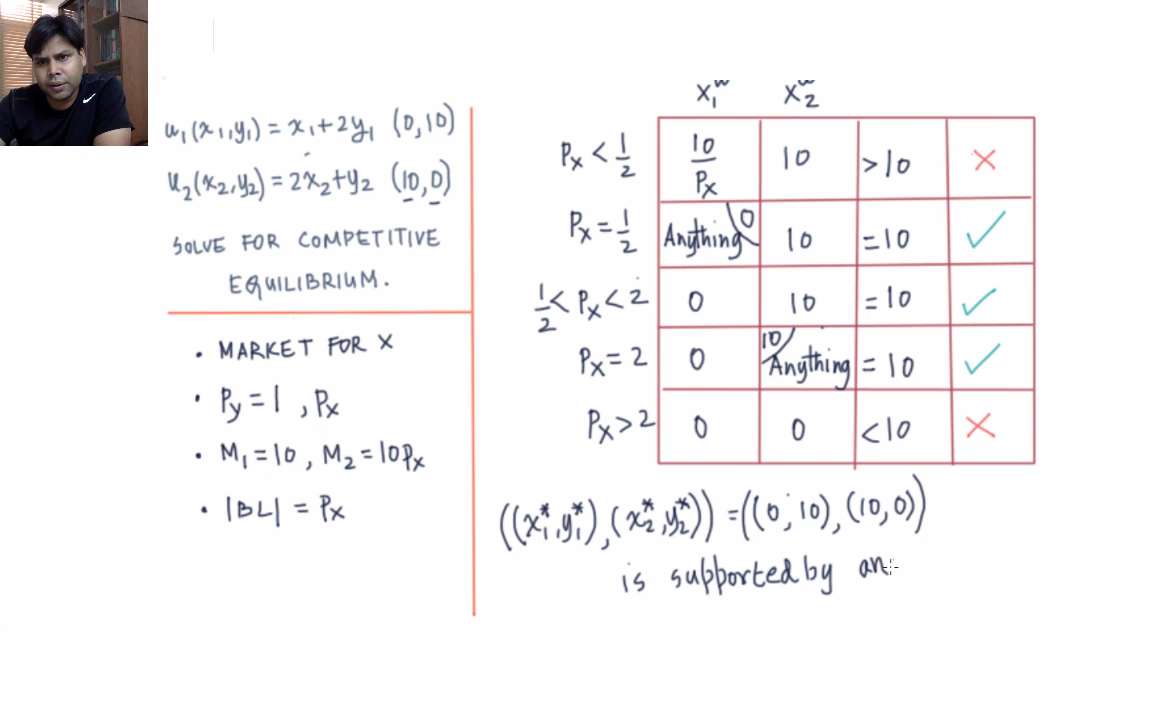 u₁(x₁,y₁) = x₁+2y₁ (0,10)
u₂(x₂,y₂) = 2x₂+y₂ (10,0)
SOLVE FOR COMPETITIVE
EQUILIBRIUM.
• MARKET FOR X
• Py = 1 , Px
• M₁ = 10 , M₂ = 10Px
• |BL| = Px
X₁ᵂ X₂ᵂ
Px < 1/2 10/Px 10 >10 ×
Px = 1/2 Anything 0 10 =10 ✓
1/2 < Px < 2 0 10 =10 ✓
Px = 2 0 10 Anything =10 ✓
Px > 2 0 0 <10 ×
((x₁*,y₁*),(x₂*,y₂*)) = ((0,10),(10,0))
is supported by an